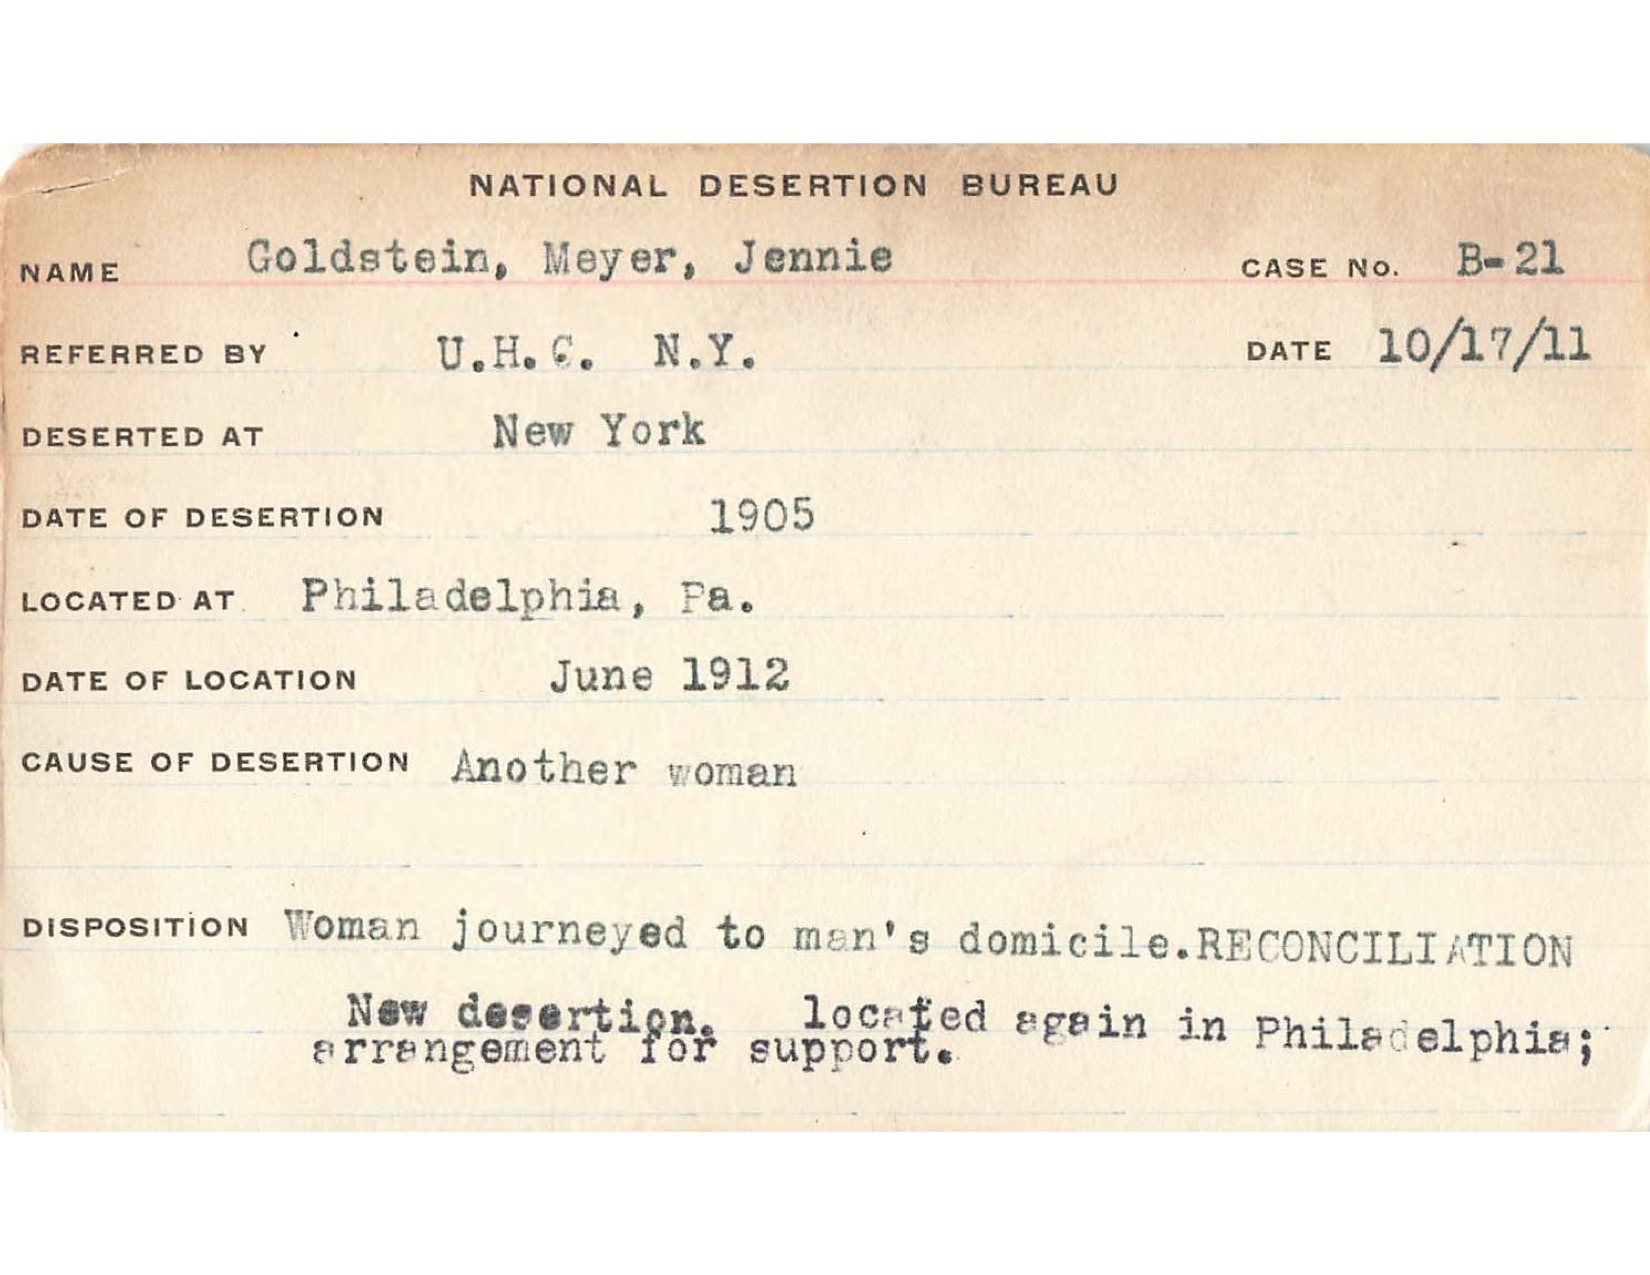 NATIONAL DESERTION BUREAU
NAME Goldstein, Meyer, Jennie CASE No. B-21
REFERRED BY U.H.C. N.Y. DATE 10/17/11
DESERTED AT New York
DATE OF DESERTION 1905
LOCATED AT Philadelphia, Pa.
DATE OF LOCATION June 1912
CAUSE OF DESERTION Another woman
DISPOSITION Woman journeyed to man's domicile.RECONCILIATION
New desertion. located again in Philadelphia;
arrangement for support.